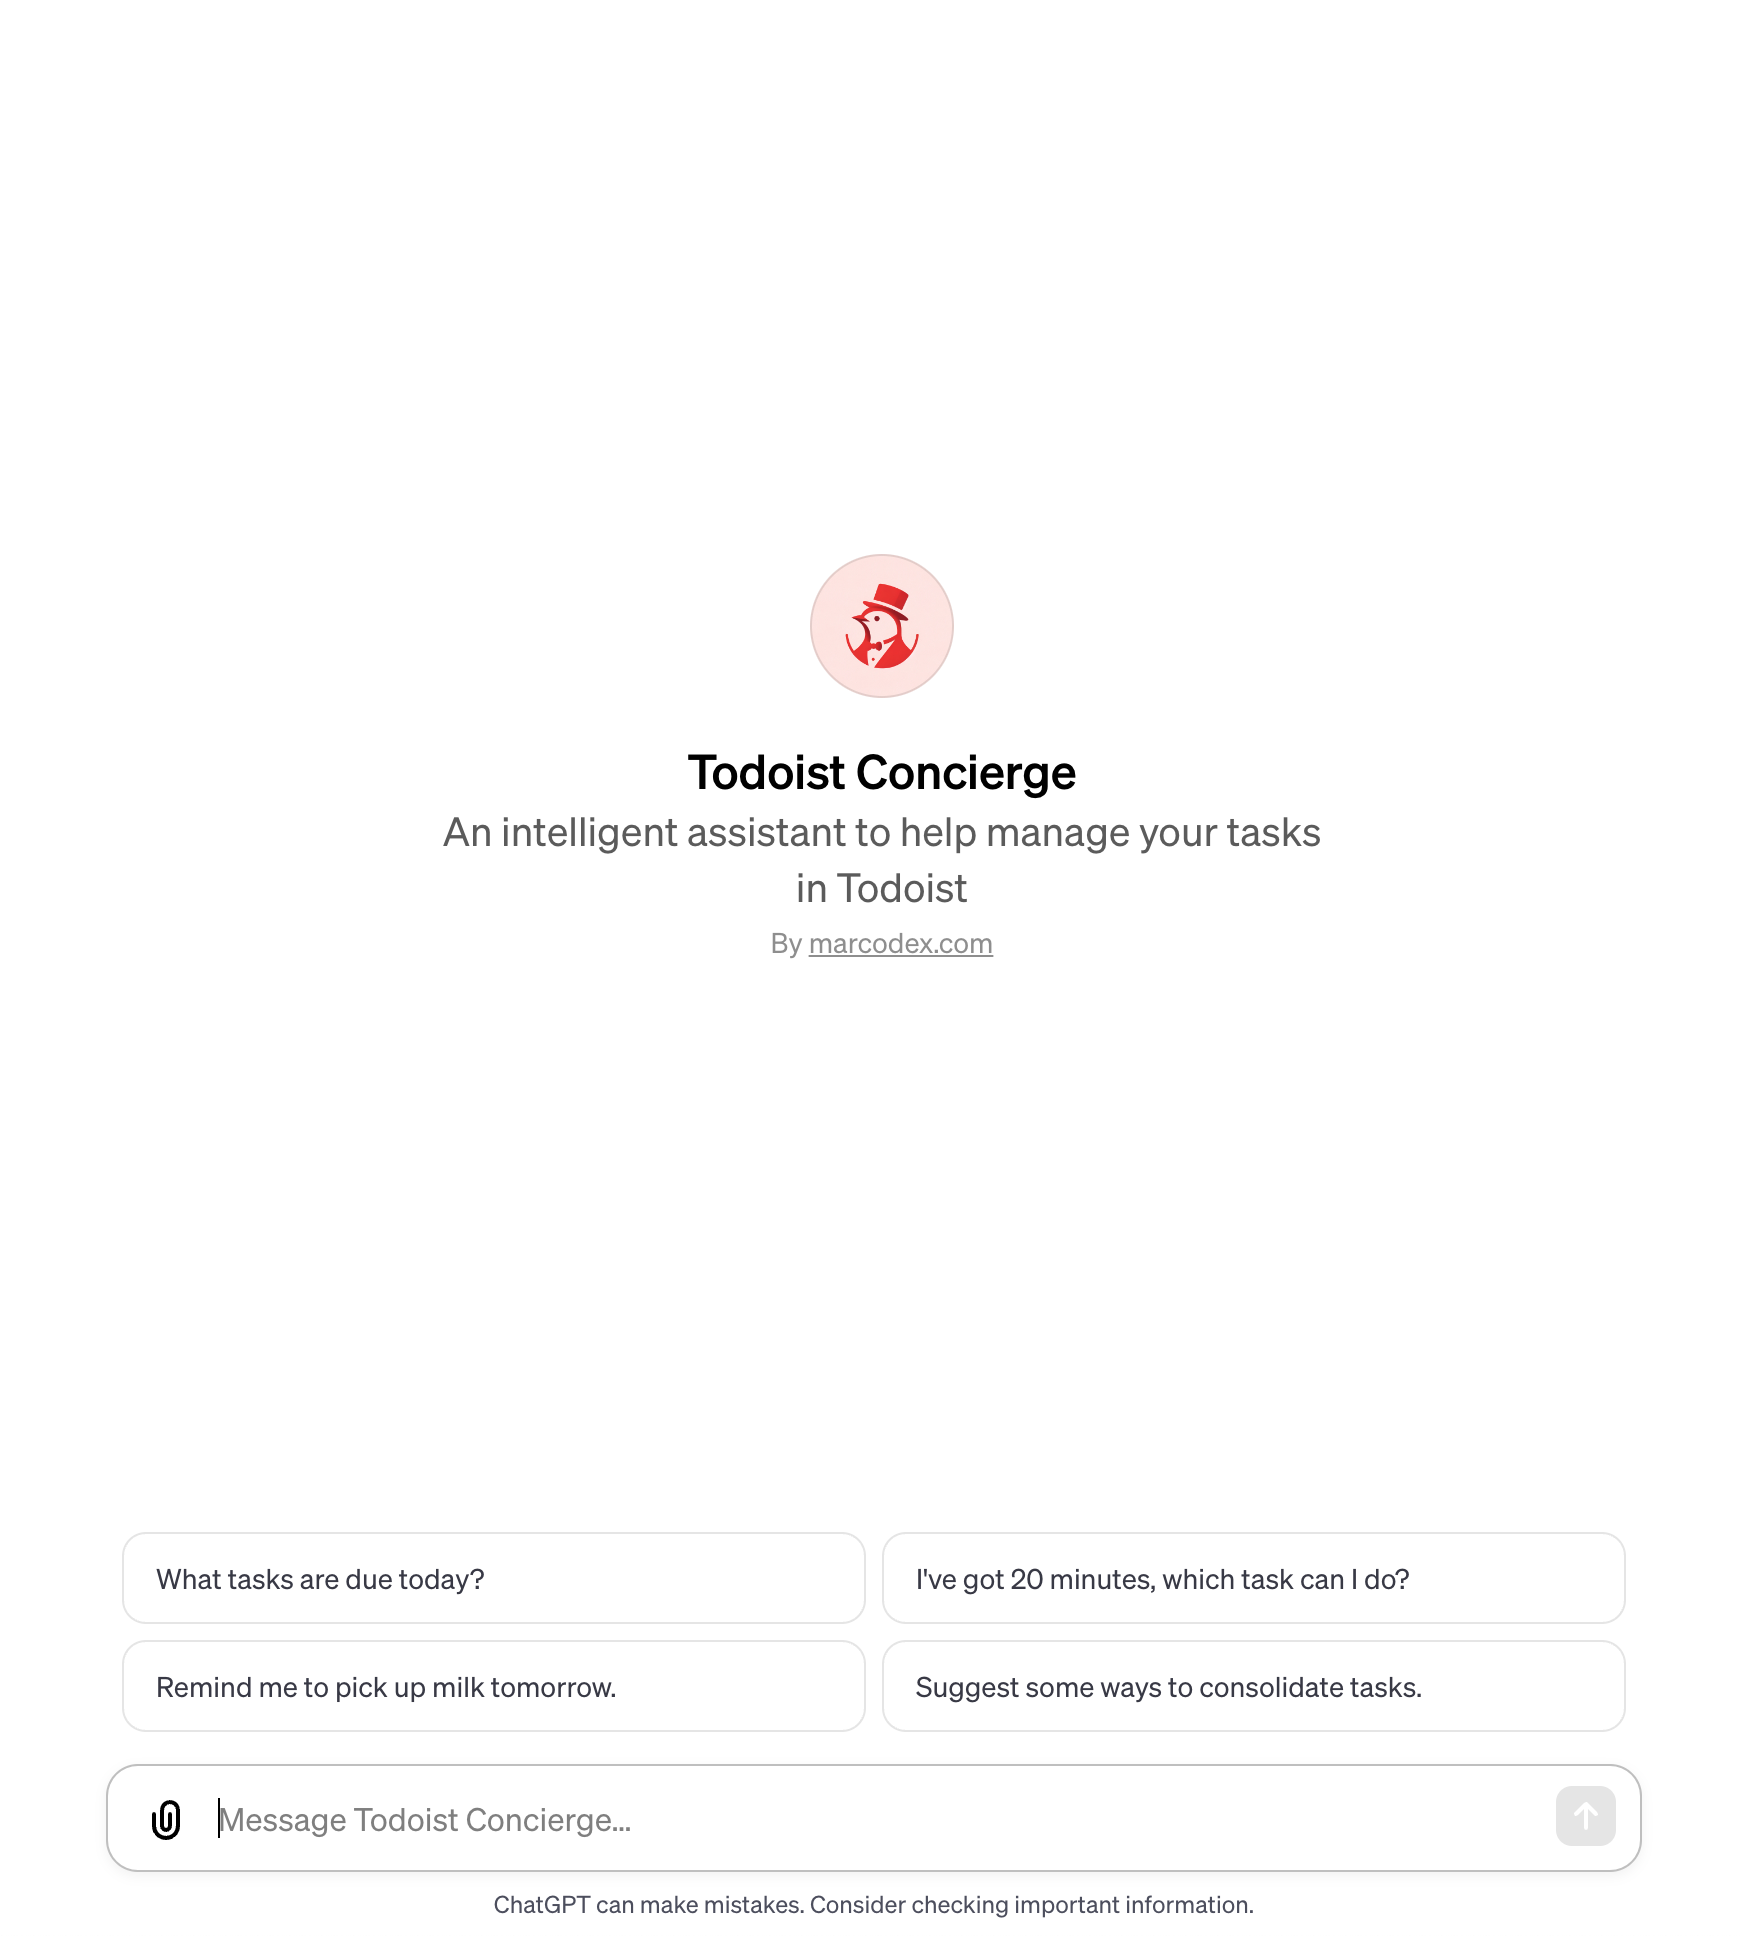 Todoist Concierge
An intelligent assistant to help manage your tasks
in Todoist
By marcodex.com
What tasks are due today?
I've got 20 minutes, which task can I do?
Remind me to pick up milk tomorrow.
Suggest some ways to consolidate tasks.
Message Todoist Concierge...
ChatGPT can make mistakes. Consider checking important information.